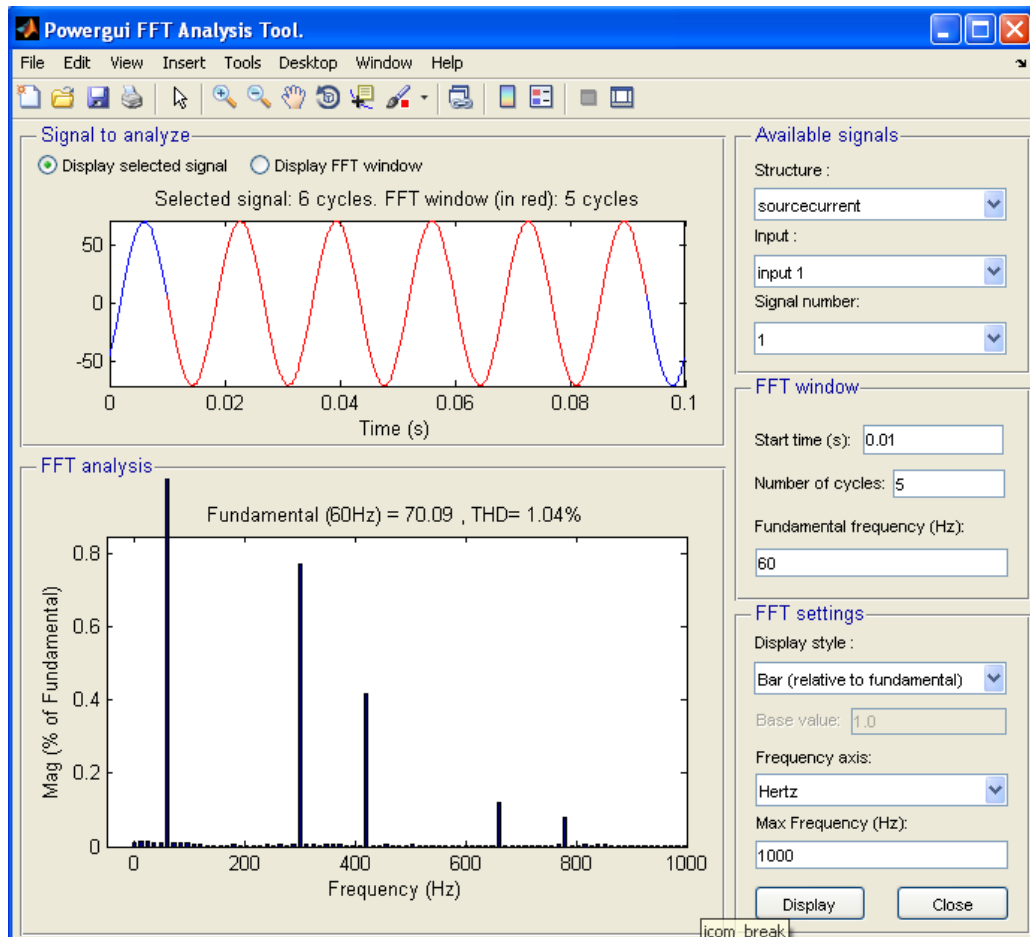 Powergui FFT Analysis Tool.
File Edit View Insert Tools Desktop Window Help
Signal to analyze
Display selected signal Display FFT window
Selected signal: 6 cycles. FFT window (in red): 5 cycles
50
0
-50
0 0.02 0.04 0.06 0.08 0.1
Time (s)
FFT analysis
Fundamental (60Hz) = 70.09 , THD= 1.04%
0.8
0.6
0.4
0.2
0
Mag (% of Fundamental)
0 200 400 600 800 1000
Frequency (Hz)
Available signals
Structure :
sourcecurrent
Input :
input 1
Signal number:
1
FFT window
Start time (s): 0.01
Number of cycles: 5
Fundamental frequency (Hz):
60
FFT settings
Display style :
Bar (relative to fundamental)
Base value: 1.0
Frequency axis:
Hertz
Max Frequency (Hz):
1000
Display Close
icom_break